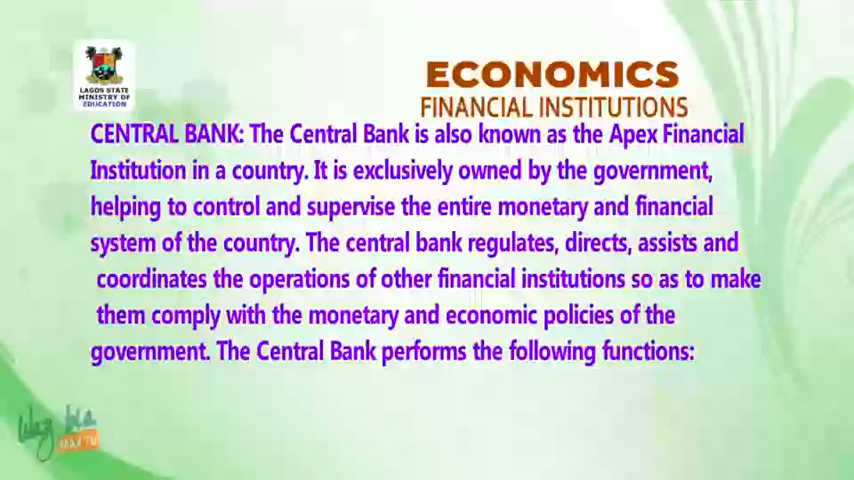 LAGOS STATE
MINISTRY OF
EDUCATION
ECONOMICS
FINANCIAL INSTITUTIONS
CENTRAL BANK: The Central Bank is also known as the Apex Financial
Institution in a country. It is exclusively owned by the government,
helping to control and supervise the entire monetary and financial
system of the country. The central bank regulates, directs, assists and
coordinates the operations of other financial institutions so as to make
them comply with the monetary and economic policies of the
government. The Central Bank performs the following functions: